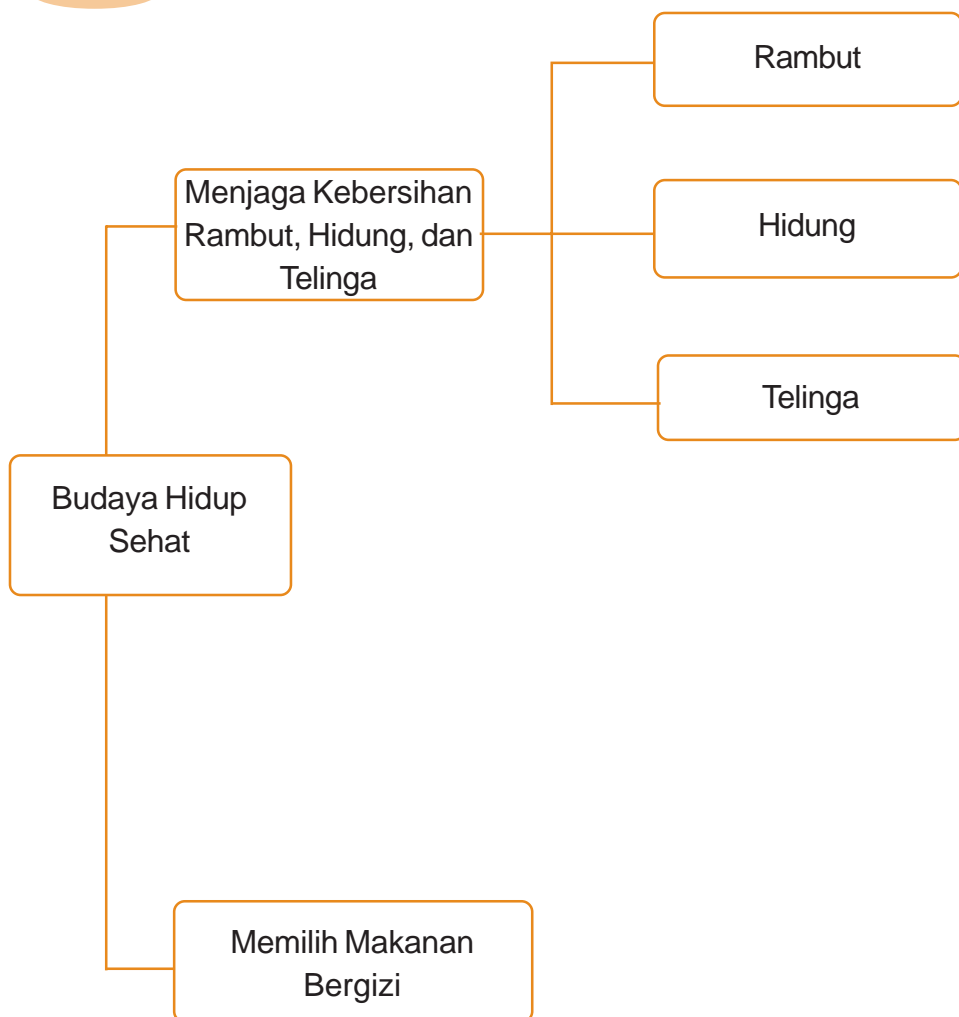 Rambut
Menjaga Kebersihan
Rambut, Hidung, dan
Telinga
Hidung
Telinga
Budaya Hidup
Sehat
Memilih Makanan
Bergizi